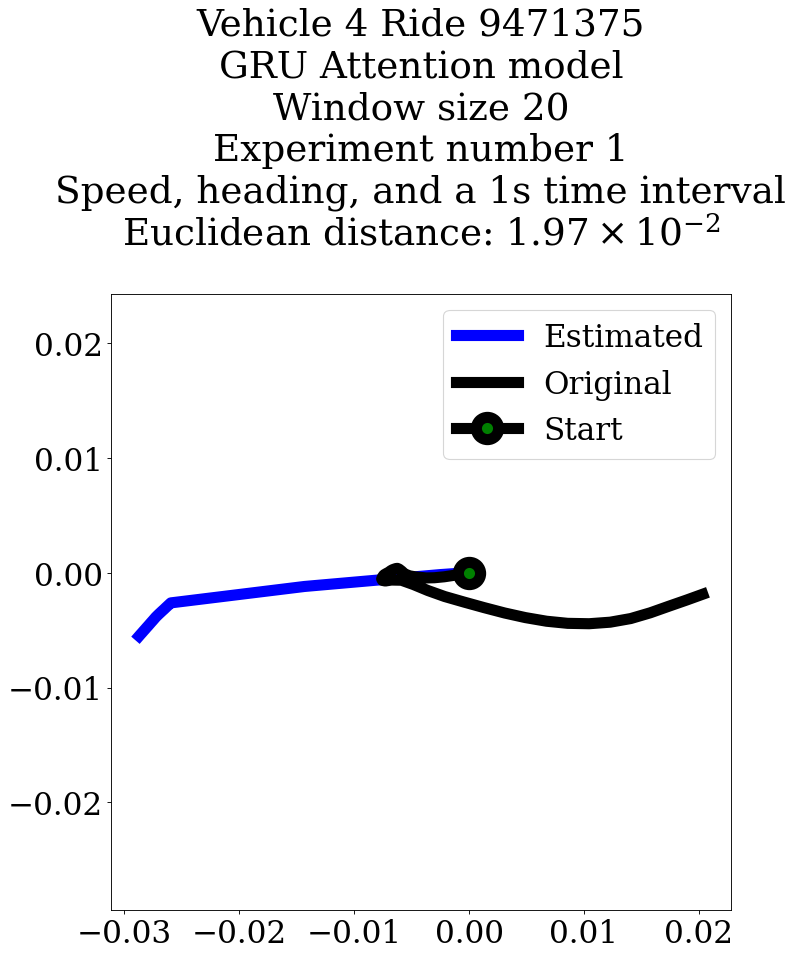 Vehicle 4 Ride 9471375
GRU Attention model
Window size 20
Experiment number 1
Speed, heading, and a 1s time interval
Euclidean distance: 1.97 × 10⁻²
Estimated
Original
Start
0.02
0.01
0.00
−0.01
−0.02
−0.03 −0.02 −0.01 0.00 0.01 0.02